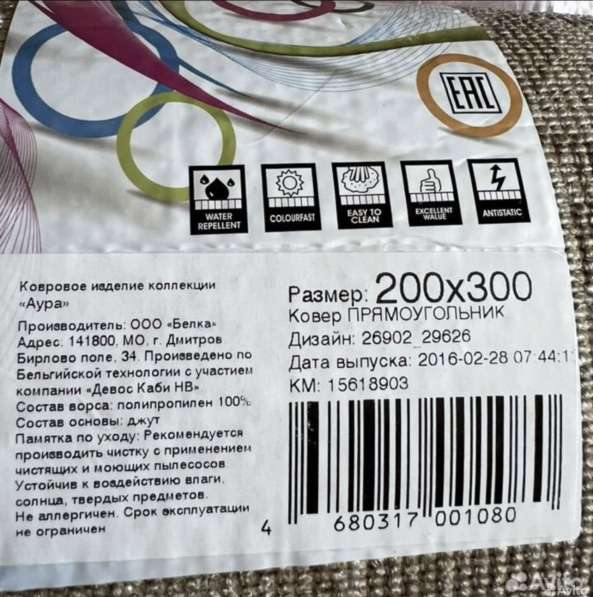 EAC
WATER
REPELLENT
COLOURFAST
EASY TO
CLEAN
EXCELLENT
WALUE
ANTISTATIC
Ковровое изделие коллекции
«Аура»
Производитель: ООО «Белка»
Адрес. 141800, МО, г. Дмитров
Бирлово поле, 34. Произведено по
Бельгийской технологии с участием
компании «Девос Каби НВ»
Состав ворса: полипропилен 100%
Состав основы: джут
Памятка по уходу: Рекомендуется
производить чистку с применением
чистящих и моющих пылесосов
Устойчив к воздействию влаги,
солнца, твердых предметов.
Не аллергичен. Срок эксплуатации
не ограничен
Размер: 200x300
Ковер ПРЯМОУГОЛЬНИК
Дизайн: 26902_29626
Дата выпуска: 2016-02-28 07:44:1
КМ: 15618903
4 680317 001080
Avito